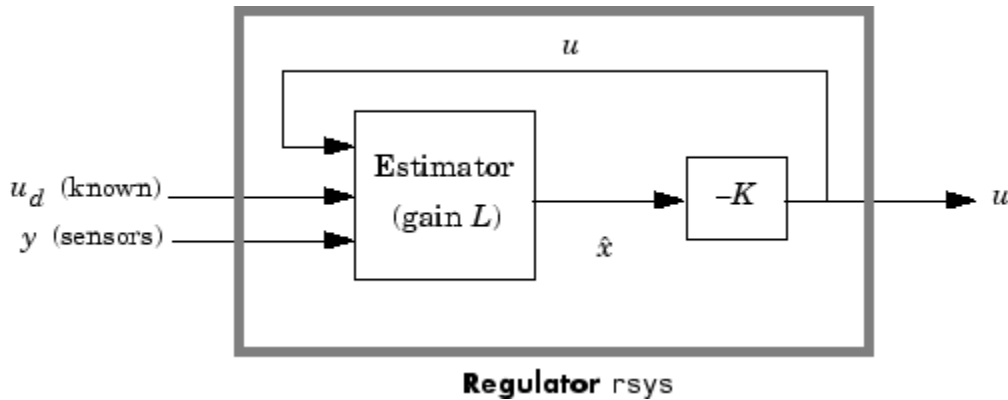 u
Estimator
(gain L)
u_d (known)
y (sensors)
–K
u
x̂
Regulator rsys